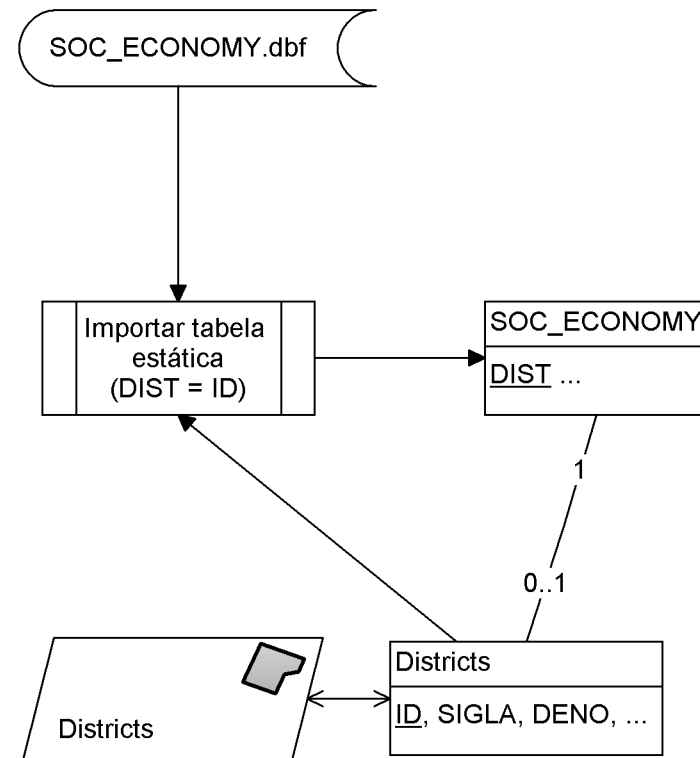 SOC_ECONOMY.dbf
Importar tabela
estática
(DIST = ID)
SOC_ECONOMY
DIST ...
1
0..1
Districts
ID, SIGLA, DENO, ...
Districts